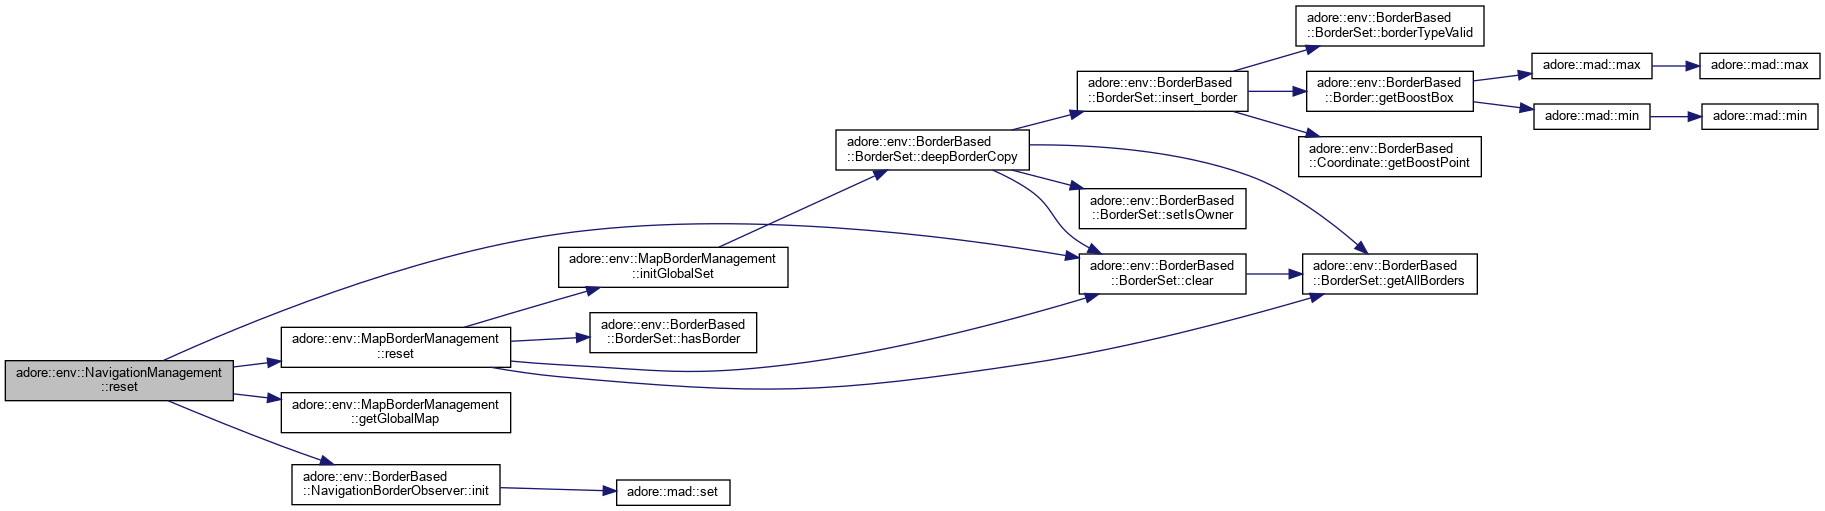 adore::env::NavigationManagement
::reset
adore::env::MapBorderManagement
::reset
adore::env::MapBorderManagement
::getGlobalMap
adore::env::BorderBased
::NavigationBorderObserver::init
adore::env::MapBorderManagement
::initGlobalSet
adore::env::BorderBased
::BorderSet::hasBorder
adore::mad::set
adore::env::BorderBased
::BorderSet::deepBorderCopy
adore::env::BorderBased
::BorderSet::insert_border
adore::env::BorderBased
::BorderSet::setIsOwner
adore::env::BorderBased
::BorderSet::clear
adore::env::BorderBased
::BorderSet::borderTypeValid
adore::env::BorderBased
::Border::getBoostBox
adore::env::BorderBased
::Coordinate::getBoostPoint
adore::env::BorderBased
::BorderSet::getAllBorders
adore::mad::max
adore::mad::max
adore::mad::min
adore::mad::min